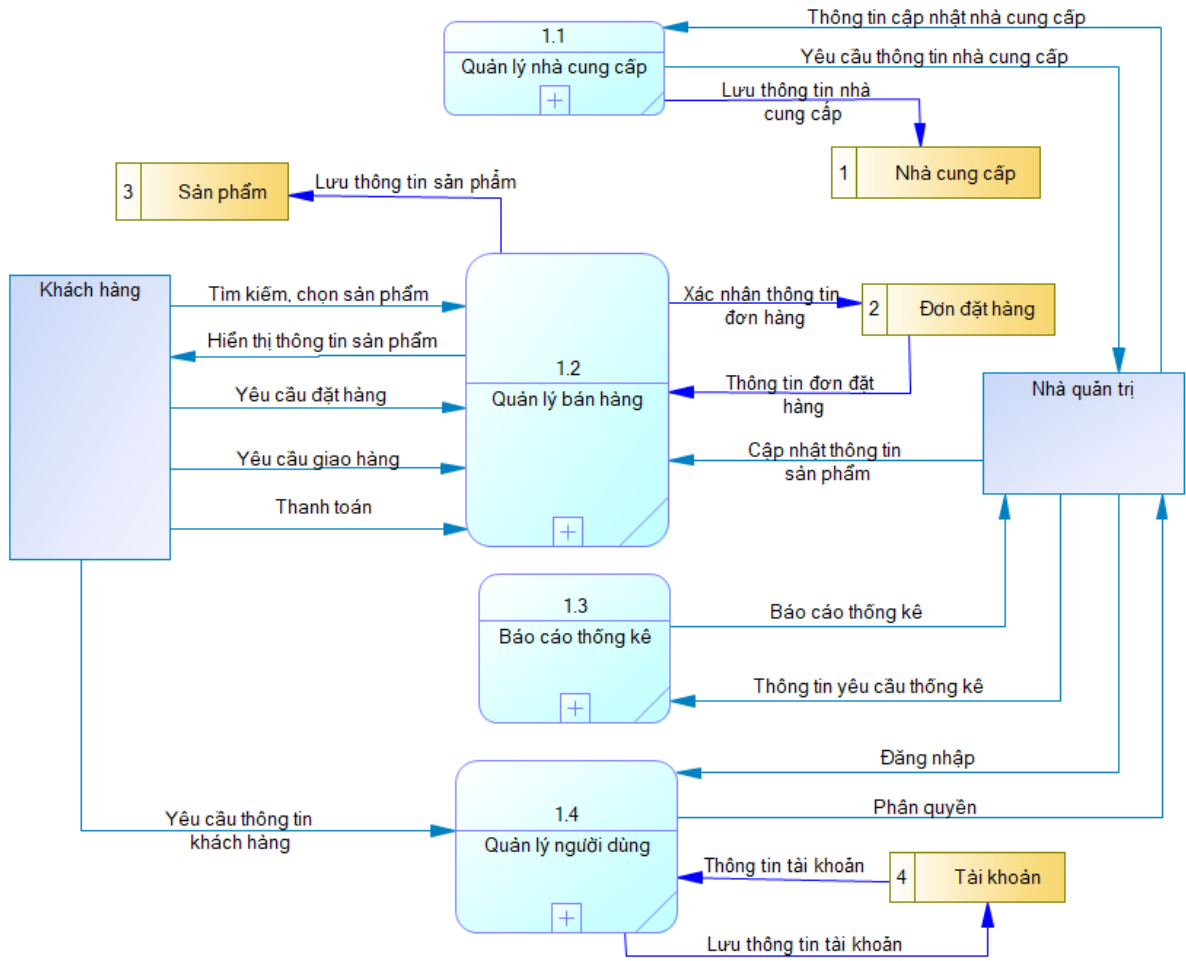 Thông tin cập nhật nhà cung cấp
1.1
Quản lý nhà cung cấp
Yêu cầu thông tin nhà cung cấp
Lưu thông tin nhà
cung cấp
1
Nhà cung cấp
3
Sản phẩm
Lưu thông tin sản phẩm
Khách hàng
Tìm kiếm, chọn sản phẩm
Hiển thị thông tin sản phẩm
Yêu cầu đặt hàng
Yêu cầu giao hàng
Thanh toán
1.2
Quản lý bán hàng
Xác nhân thông tin
đơn hàng
2
Đơn đặt hàng
Thông tin đơn đặt
hàng
Nhà quản trị
Cập nhật thông tin
sản phẩm
1.3
Báo cáo thống kê
Báo cáo thống kê
Thông tin yêu cầu thống kê
Đăng nhập
Phân quyền
1.4
Quản lý người dùng
Yêu cầu thông tin
khách hàng
Thông tin tài khoản
4
Tài khoản
Lưu thông tin tài khoản